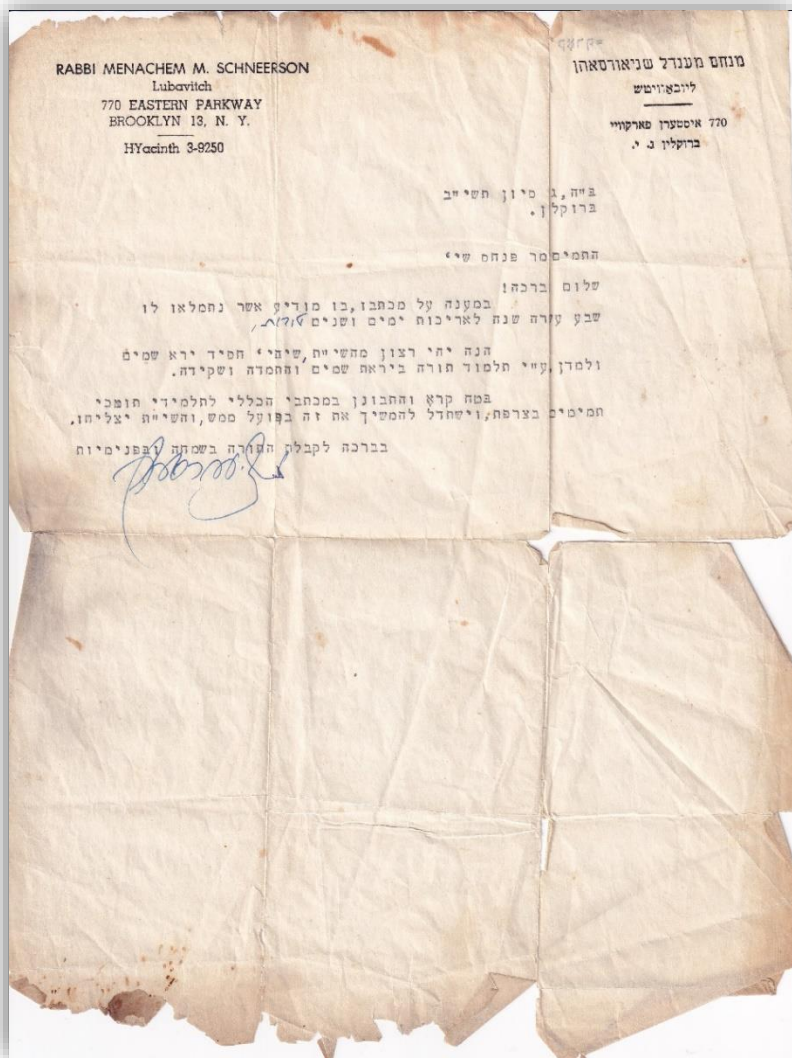 RABBI MENACHEM M. SCHNEERSON
Lubavitch
770 EASTERN PARKWAY
BROOKLYN 13, N. Y.
HYacinth 3-9250
מנחם מענדל שניאורסאהן
ליובאוויטש
770 איסטערן פארקוויי
ברוקלין נ. י.
ב"ה, ג סיון תשי"ב
ברוקלין.
התמים מר פנחס שי'
שלום וברכה!
במענה על מכתבו, בו מודיע אשר נתמלאו לו
שבע עשרה שנה לאריכות ימים ושנים טובות,
הנה יהי רצון מהשי"ת, שיהי' חסיד ירא שמים
ולמדן, ע"י תלמוד תורה ביראת שמים והתמדה ושקידה.
בטח קרא והתבונן במכתבי הכללי לתלמידי תומכי
תמימים בצרפת, וישתדל להמשיך את זה בפועל ממש, והשי"ת יצליחו.
בברכה לקבלת התורה בשמחה ובפנימיות